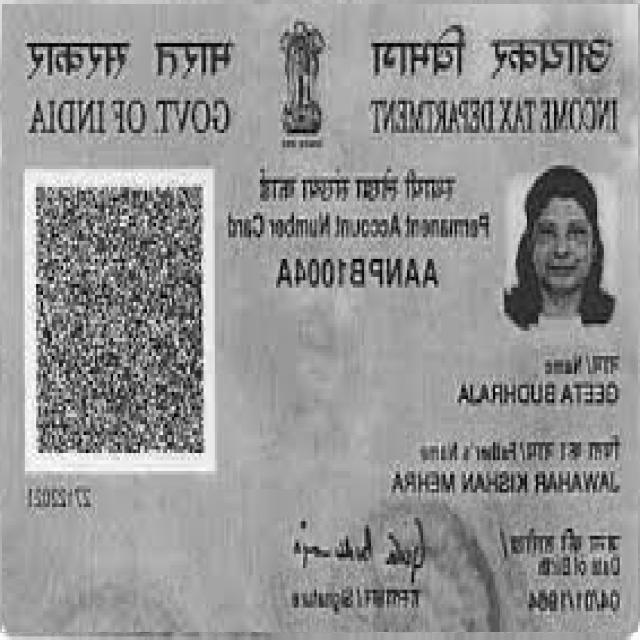 आयकर विभाग
INCOME TAX DEPARTMENT
भारत सरकार
GOVT. OF INDIA
स्थायी लेखा संख्या कार्ड
Permanent Account Number Card
AANPB1004A
नाम/ Name
GEETA BUDHRAJA
पिता का नाम/ Father's Name
JAWAHAR KISHAN MEHRA
जन्म की तारीख/
Date of Birth
04/01/1964
हस्ताक्षर/ Signature
27122021